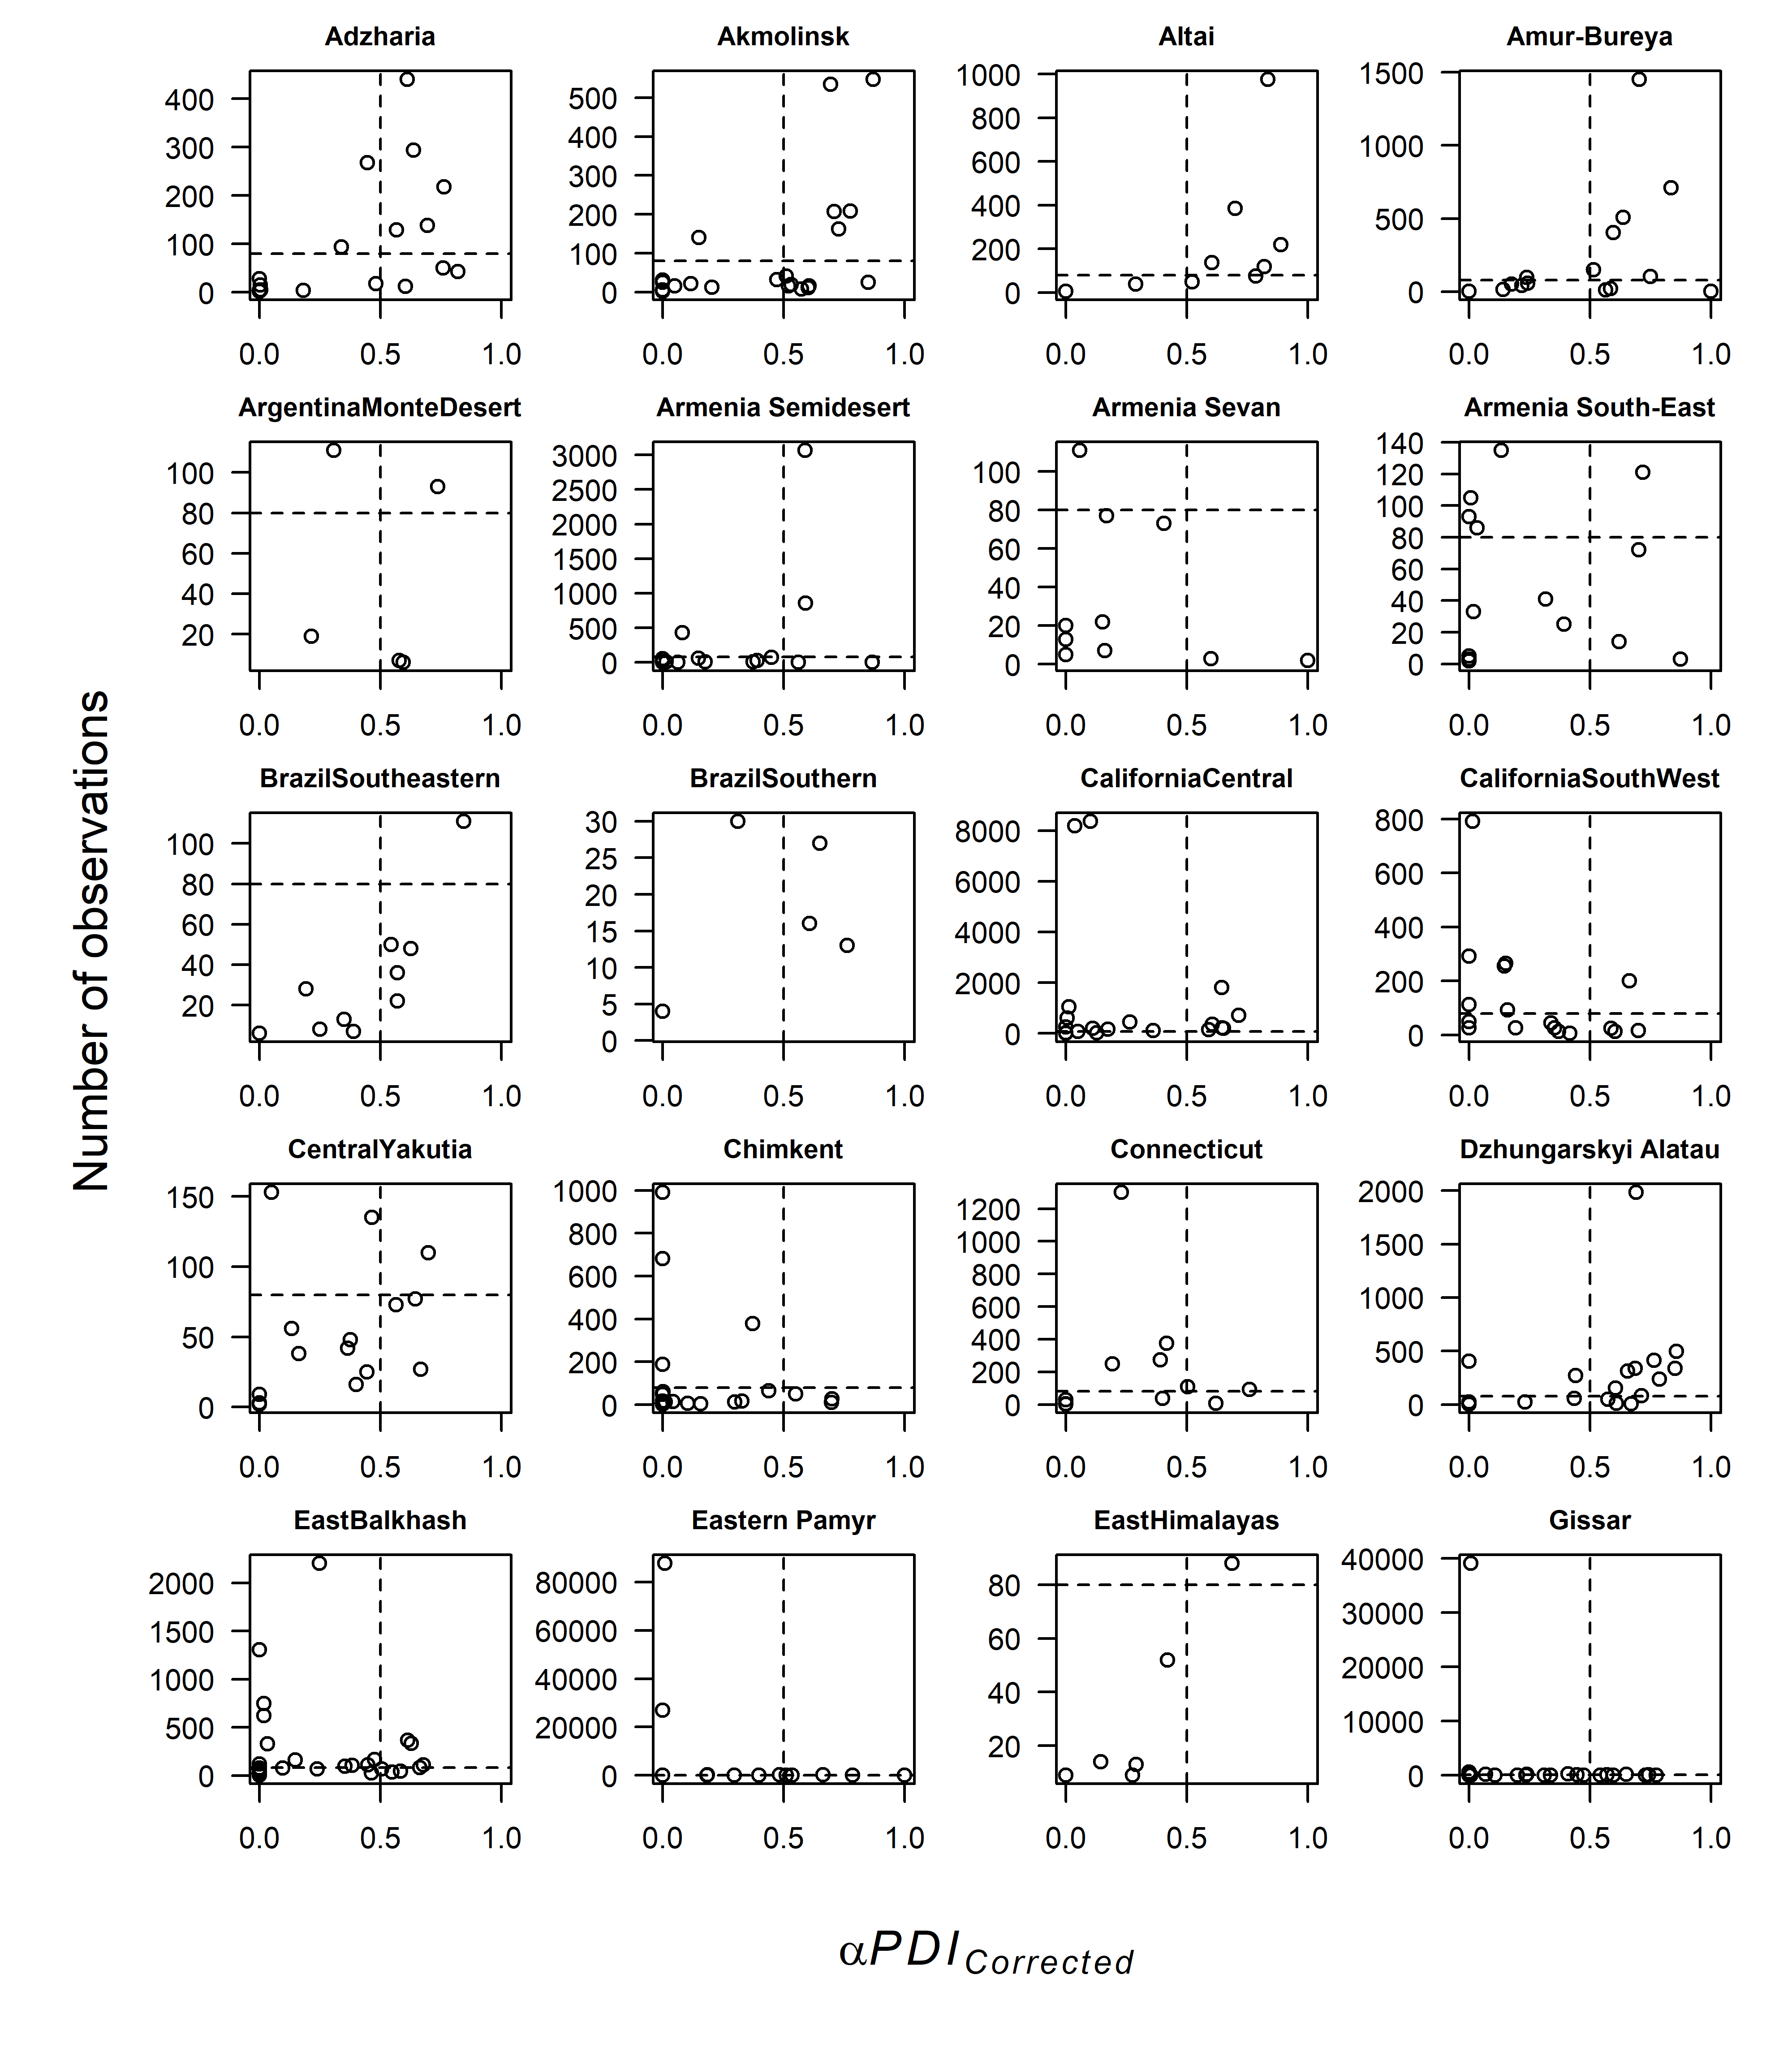 Adzharia Akmolinsk Altai Amur-Bureya
400 300 200 100 0
0.0 0.5 1.0
500 400 300 200 100 0
0.0 0.5 1.0
1000 800 600 400 200 0
0.0 0.5 1.0
1500 1000 500 0
0.0 0.5 1.0
ArgentinaMonteDesert Armenia Semidesert Armenia Sevan Armenia South-East
100 80 60 40 20
0.0 0.5 1.0
3000 2500 2000 1500 1000 500 0
0.0 0.5 1.0
100 80 60 40 20 0
0.0 0.5 1.0
140 120 100 80 60 40 20 0
0.0 0.5 1.0
Number of observations
BrazilSoutheastern BrazilSouthern CaliforniaCentral CaliforniaSouthWest
100 80 60 40 20
0.0 0.5 1.0
30 25 20 15 10 5 0
0.0 0.5 1.0
8000 6000 4000 2000 0
0.0 0.5 1.0
800 600 400 200 0
0.0 0.5 1.0
CentralYakutia Chimkent Connecticut Dzhungarskyi Alatau
150 100 50 0
0.0 0.5 1.0
1000 800 600 400 200 0
0.0 0.5 1.0
1200 1000 800 600 400 200 0
0.0 0.5 1.0
2000 1500 1000 500 0
0.0 0.5 1.0
EastBalkhash Eastern Pamyr EastHimalayas Gissar
2000 1500 1000 500 0
0.0 0.5 1.0
80000 60000 40000 20000 0
0.0 0.5 1.0
80 60 40 20
0.0 0.5 1.0
40000 30000 20000 10000 0
0.0 0.5 1.0
αPDI Corrected